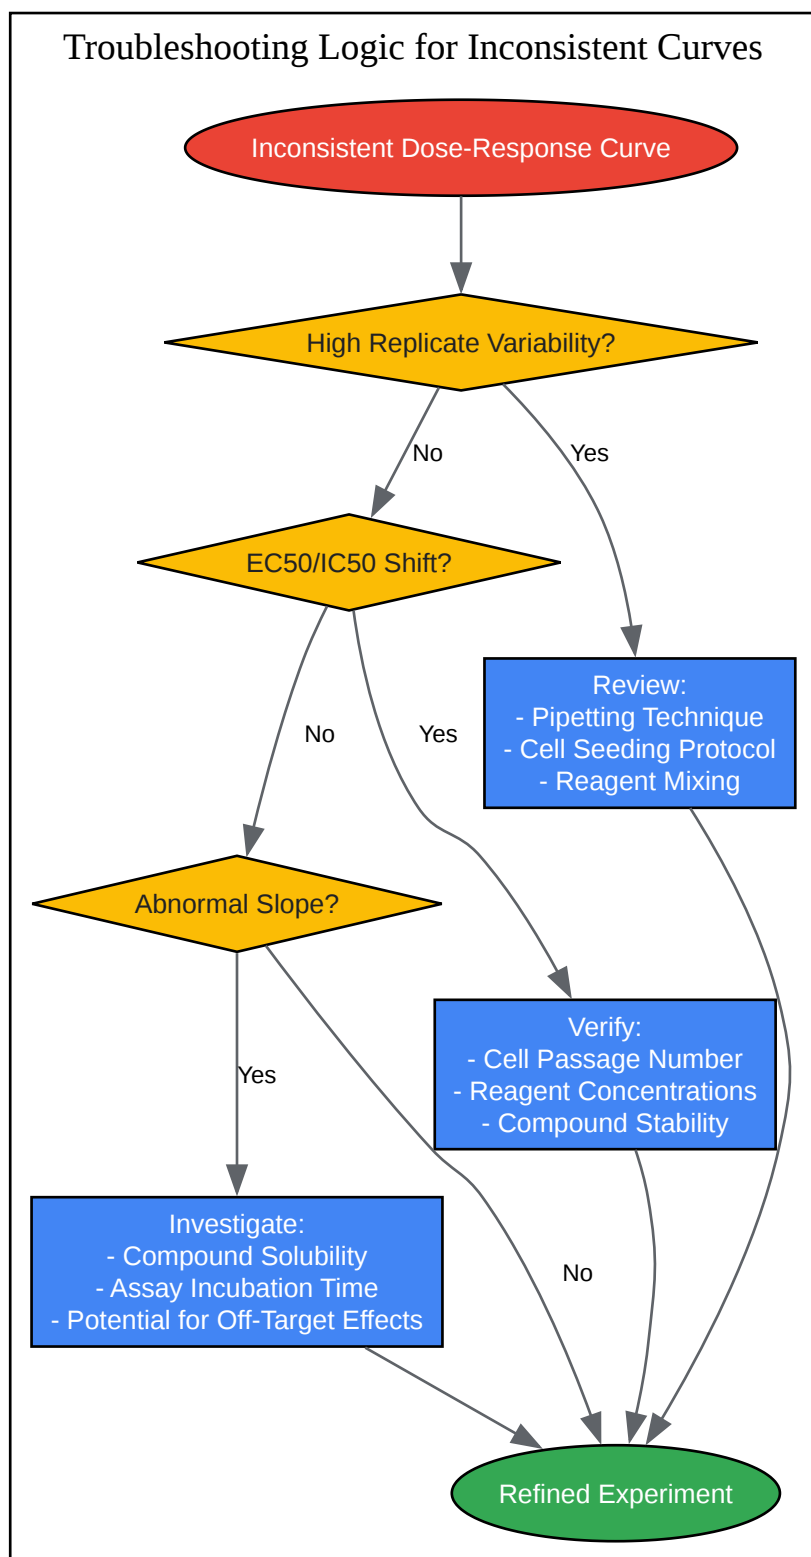 Troubleshooting Logic for Inconsistent Curves
Inconsistent Dose-Response Curve
High Replicate Variability?
No
Yes
EC50/IC50 Shift?
Review:
- Pipetting Technique
- Cell Seeding Protocol
- Reagent Mixing
No
Yes
Abnormal Slope?
Verify:
- Cell Passage Number
- Reagent Concentrations
- Compound Stability
Yes
Investigate:
- Compound Solubility
- Assay Incubation Time
- Potential for Off-Target Effects
No
Refined Experiment